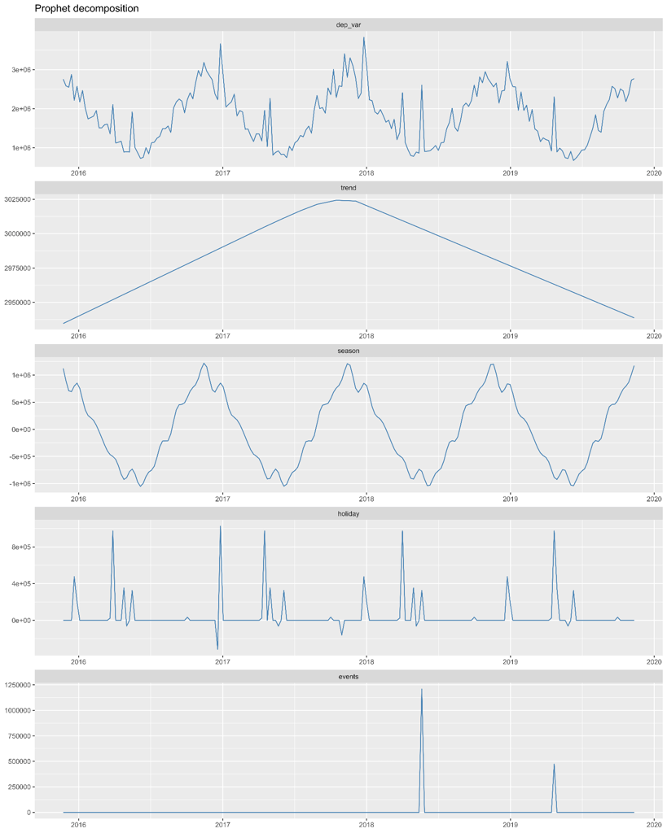 Prophet decomposition
dep_var
3e+06
2e+06
1e+06
2016 2017 2018 2019 2020
trend
3025000
3000000
2975000
2950000
2016 2017 2018 2019 2020
season
1e+06
5e+05
0e+00
-5e+05
-1e+06
2016 2017 2018 2019 2020
holiday
8e+05
4e+05
0e+00
2016 2017 2018 2019 2020
events
1250000
1000000
750000
500000
250000
0
2016 2017 2018 2019 2020